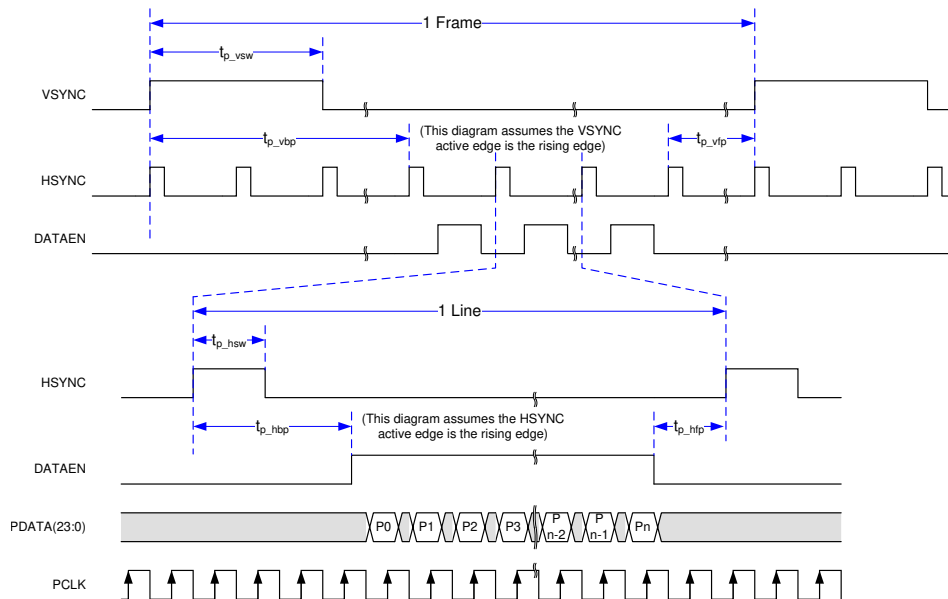 1 Frame
tp_vsw
VSYNC
tp_vbp
(This diagram assumes the VSYNC
active edge is the rising edge)
tp_vfp
HSYNC
DATAEN
1 Line
tp_hsw
HSYNC
tp_hbp
(This diagram assumes the HSYNC
active edge is the rising edge)
tp_hfp
DATAEN
PDATA(23:0)
P0 P1 P2 P3 P n-2 P n-1 Pn
PCLK